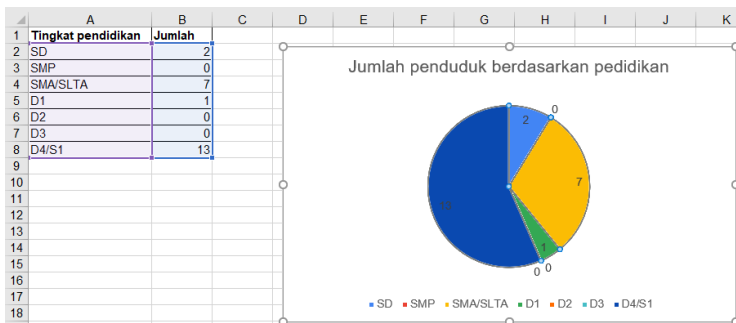 A B C D E F G H I J K
1 Tingkat pendidikan Jumlah
2 SD 2
3 SMP 0
4 SMA/SLTA 7
5 D1 1
6 D2 0
7 D3 0
8 D4/S1 13
9
10
11
12
13
14
15
16
17
18
Jumlah penduduk berdasarkan pedidikan
0
2
7
13
1
0 0
SD SMP SMA/SLTA D1 D2 D3 D4/S1